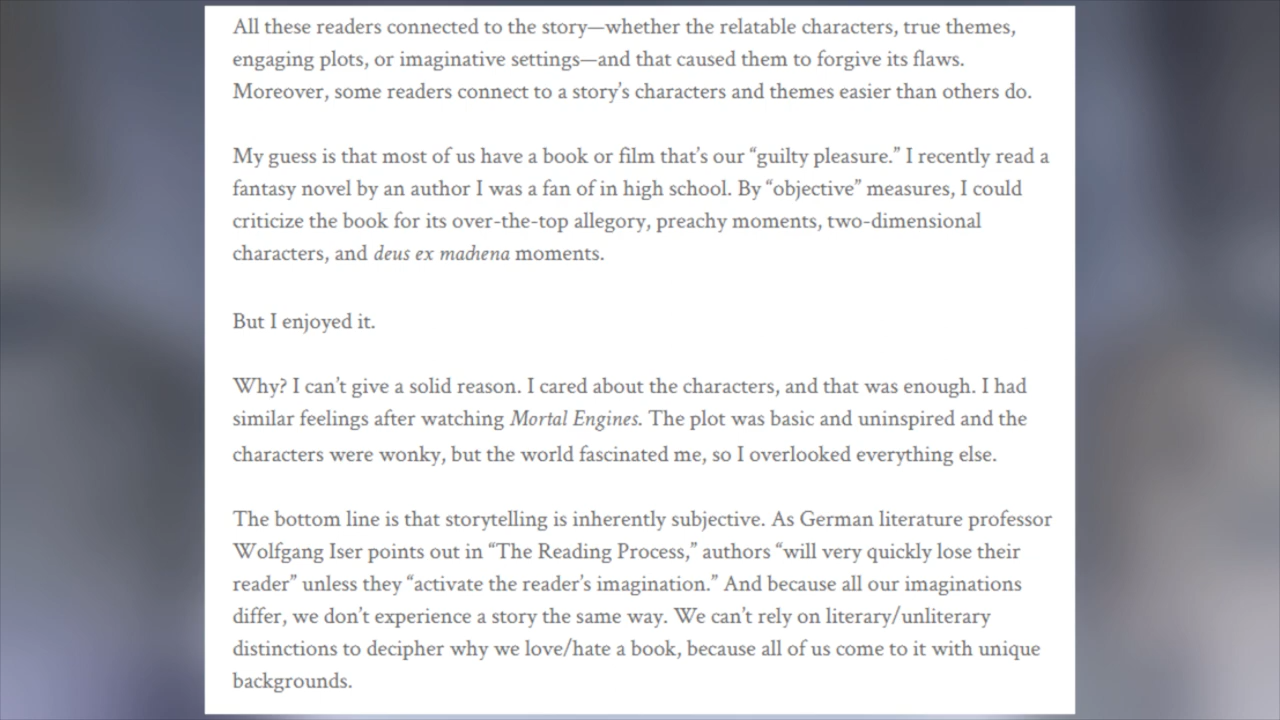 All these readers connected to the story—whether the relatable characters, true themes,
engaging plots, or imaginative settings—and that caused them to forgive its flaws.
Moreover, some readers connect to a story’s characters and themes easier than others do.
My guess is that most of us have a book or film that’s our “guilty pleasure.” I recently read a
fantasy novel by an author I was a fan of in high school. By “objective” measures, I could
criticize the book for its over-the-top allegory, preachy moments, two-dimensional
characters, and deus ex machena moments.
But I enjoyed it.
Why? I can’t give a solid reason. I cared about the characters, and that was enough. I had
similar feelings after watching Mortal Engines. The plot was basic and uninspired and the
characters were wonky, but the world fascinated me, so I overlooked everything else.
The bottom line is that storytelling is inherently subjective. As German literature professor
Wolfgang Iser points out in “The Reading Process,” authors “will very quickly lose their
reader” unless they “activate the reader’s imagination.” And because all our imaginations
differ, we don’t experience a story the same way. We can’t rely on literary/unliterary
distinctions to decipher why we love/hate a book, because all of us come to it with unique
backgrounds.